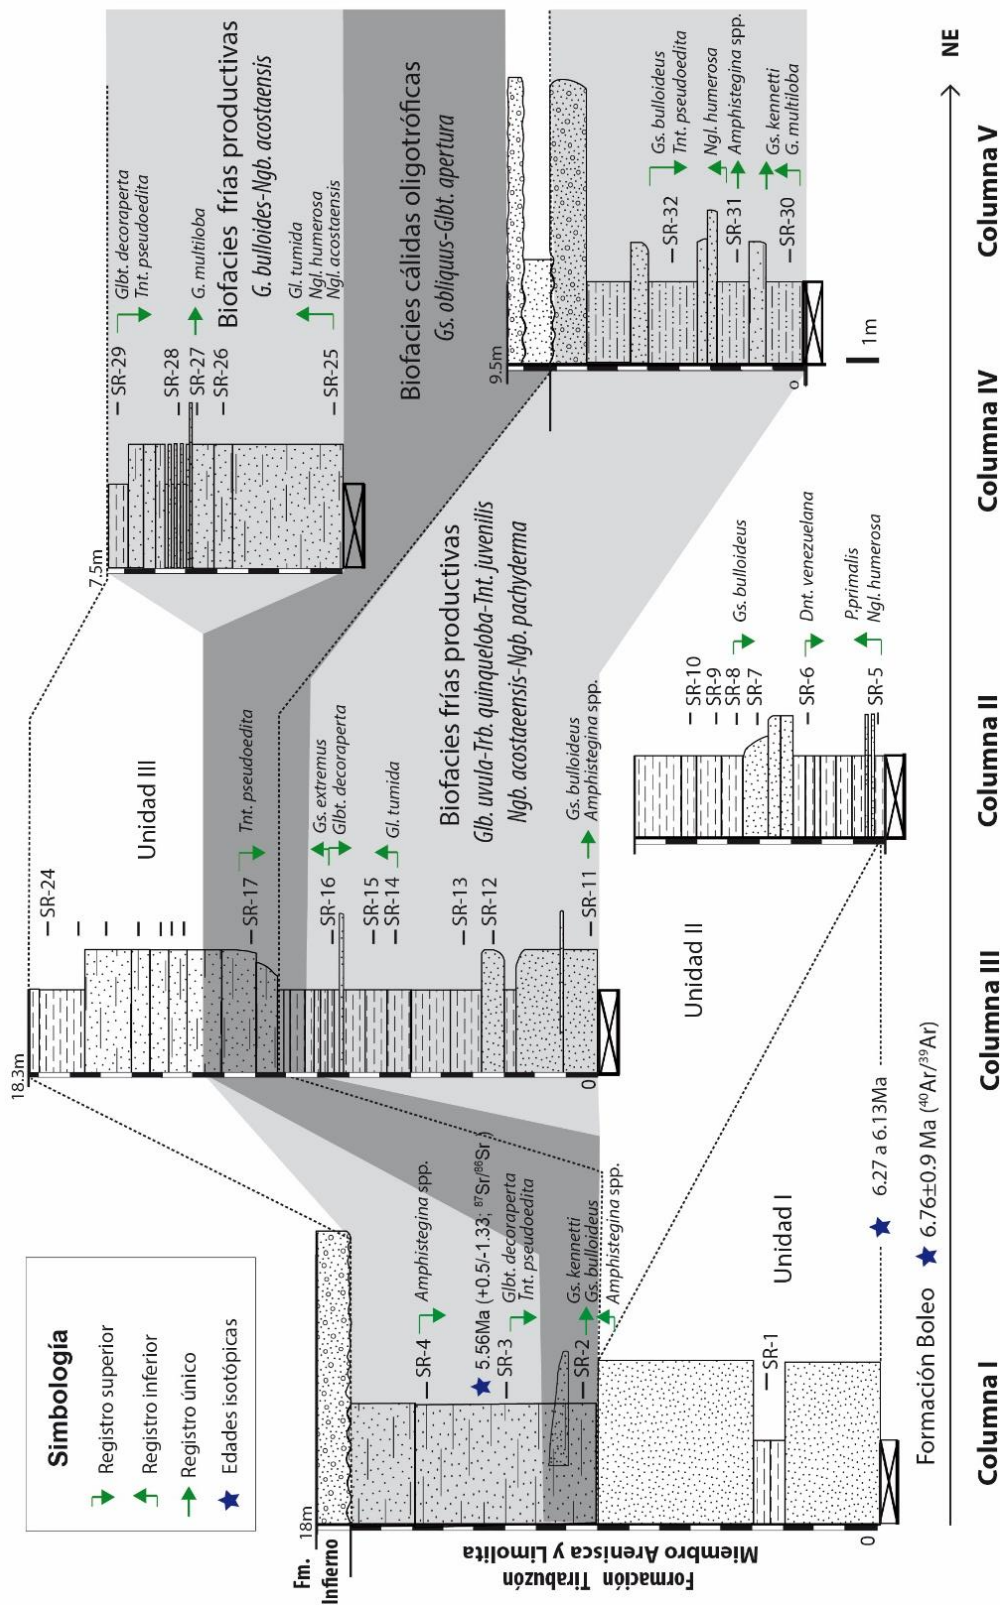 Simbología
Registro superior
Registro inferior
Registro único
Edades isotópicas
Fm.
Infierno
Formación Tirabuzón
Miembro Arenisca y Limolita
18m
0
SR-4
Amphistegina spp.
5.56Ma (+0.5/-1.33; ⁸⁷Sr/⁸⁶Sr )
SR-3
Glbt. decoraperta
Tnt. pseudoedita
SR-2
Gs. kennetti
Gs. bulloideus
Amphistegina spp.
SR-1
Unidad I
Formación Boleo
6.76±0.9 Ma (⁴⁰Ar/³⁹Ar)
6.27 a 6.13Ma
Columna I
18.3m
0
SR-24
Unidad III
SR-17
Tnt. pseudoedita
SR-16
Gs. extremus
Glbt. decoraperta
SR-15
SR-14
Gl. tumida
SR-13
SR-12
SR-11
Gs. bulloideus
Amphistegina spp.
Unidad II
Columna III
Biofacies frías productivas
Glb. uvula-Trb. quinqueloba-Tnt. juvenilis
Ngb. acostaeensis-Ngb. pachyderma
SR-10
SR-9
SR-8
SR-7
Gs. bulloideus
SR-6
Dnt. venezuelana
P.primalis
Ngl. humerosa
SR-5
Columna II
7.5m
SR-29
Glbt. decoraperta
Tnt. pseudoedita
SR-28
SR-27
G. multiloba
SR-26
SR-25
Gl. tumida
Ngl. humerosa
Ngl. acostaensis
Biofacies frías productivas
G. bulloides-Ngb. acostaensis
Columna IV
Biofacies cálidas oligotróficas
Gs. obliquus-Glbt. apertura
9.5m
0
1m
SR-32
Gs. bulloideus
Tnt. pseudoedita
SR-31
Ngl. humerosa
Amphistegina spp.
SR-30
Gs. kennetti
G. multiloba
Columna V
NE